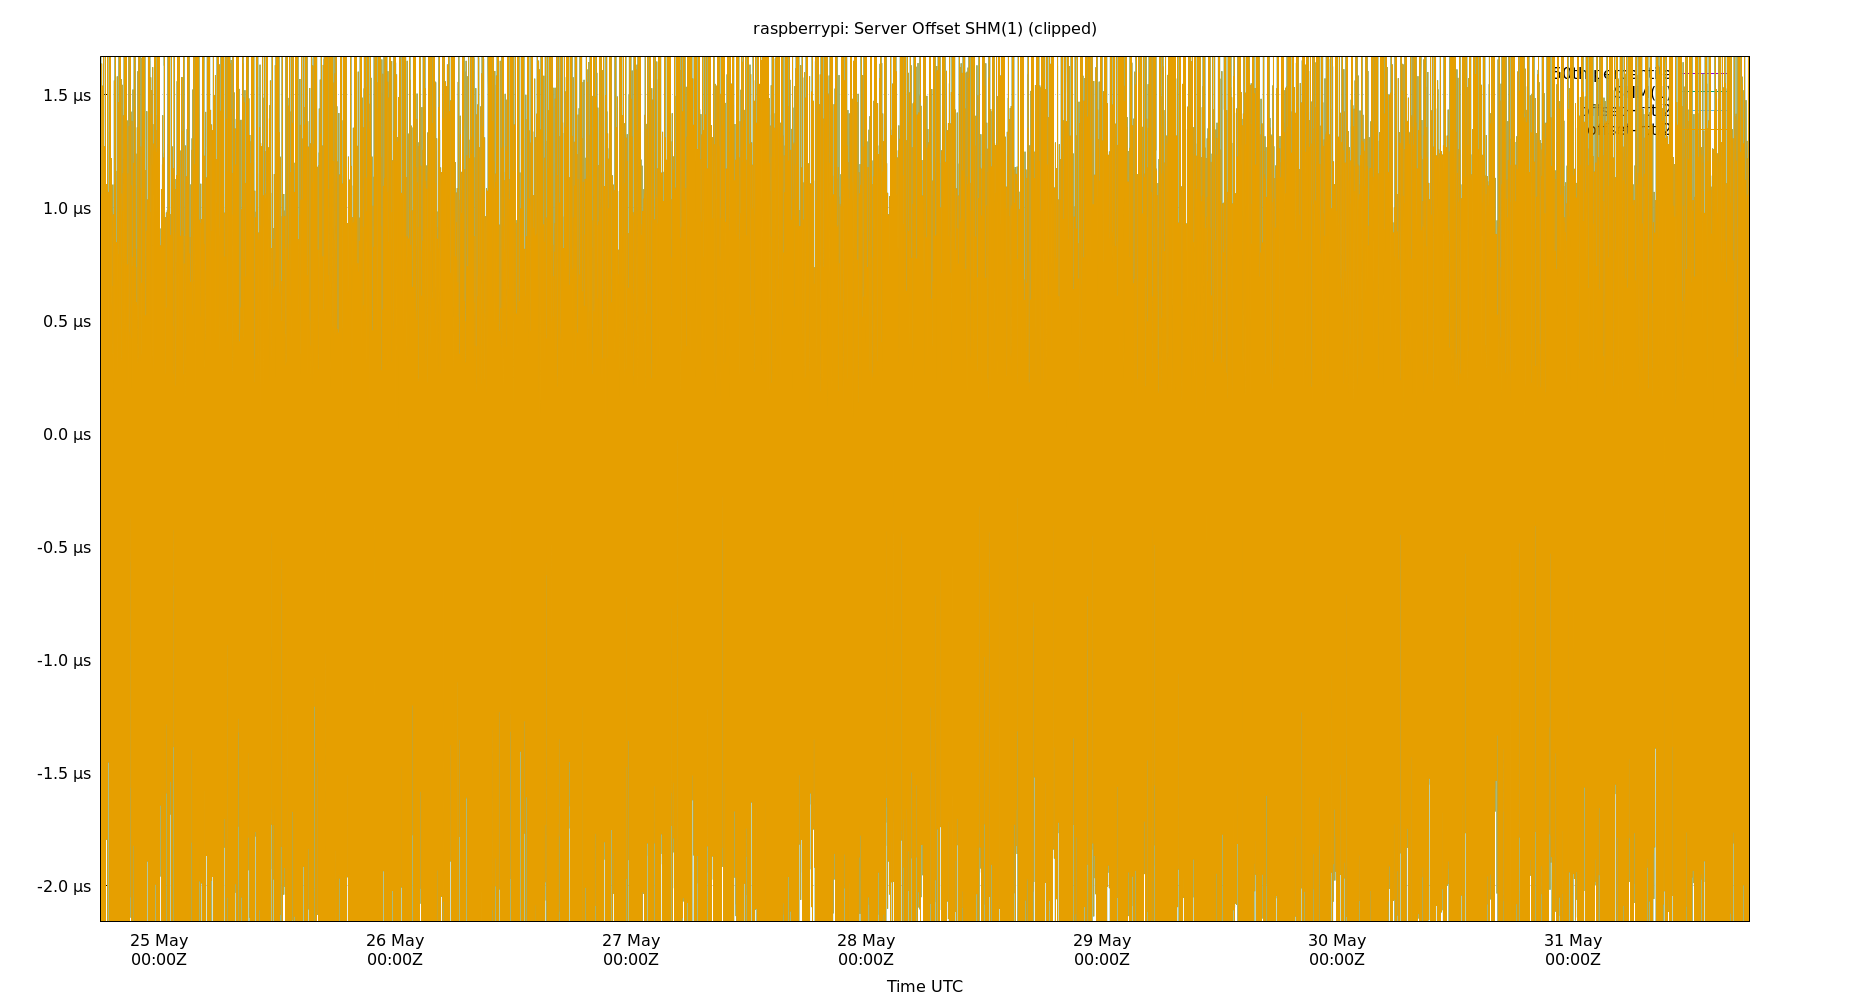 raspberrypi: Server Offset SHM(1) (clipped)
1.5 µs
1.0 µs
0.5 µs
0.0 µs
-0.5 µs
-1.0 µs
-1.5 µs
-2.0 µs
25 May 26 May 27 May 28 May 29 May 30 May 31 May
00:00Z 00:00Z 00:00Z 00:00Z 00:00Z 00:00Z 00:00Z
Time UTC